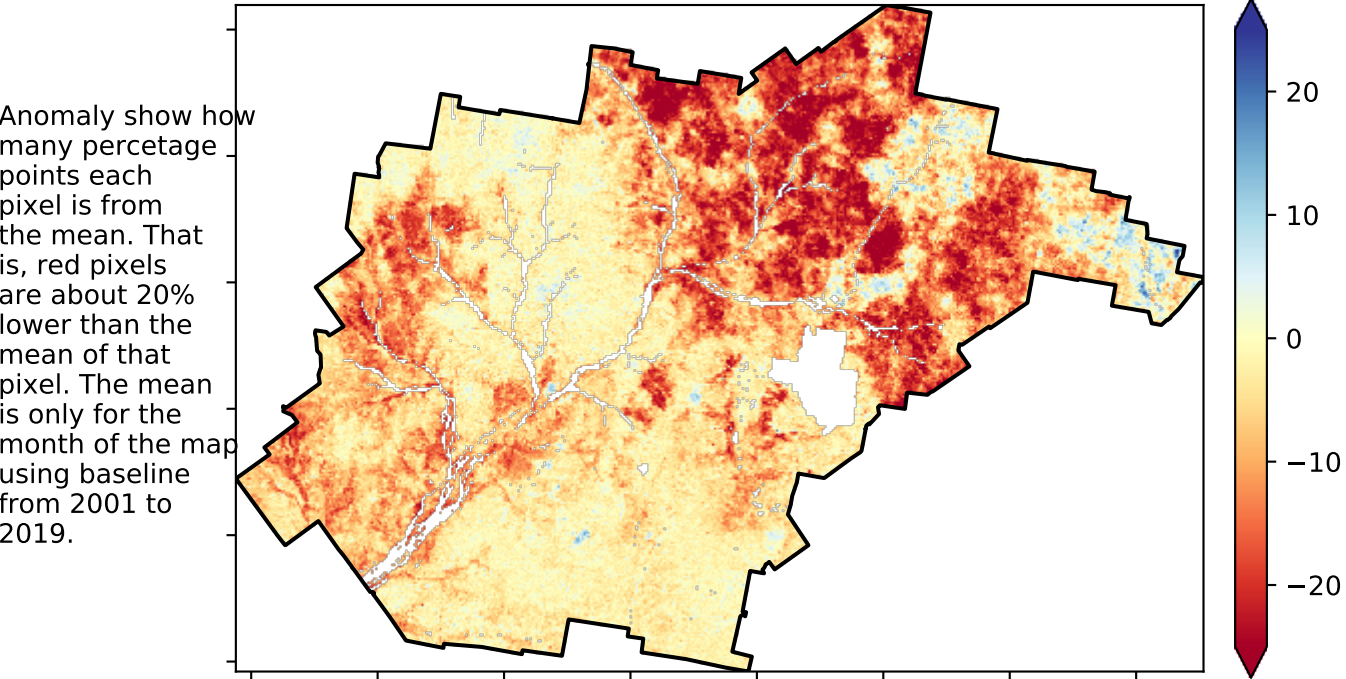 Anomaly show how
many percetage
points each
pixel is from
the mean. That
is, red pixels
are about 20%
lower than the
mean of that
pixel. The mean
is only for the
month of the map
using baseline
from 2001 to
2019.
20
10
0
−10
−20